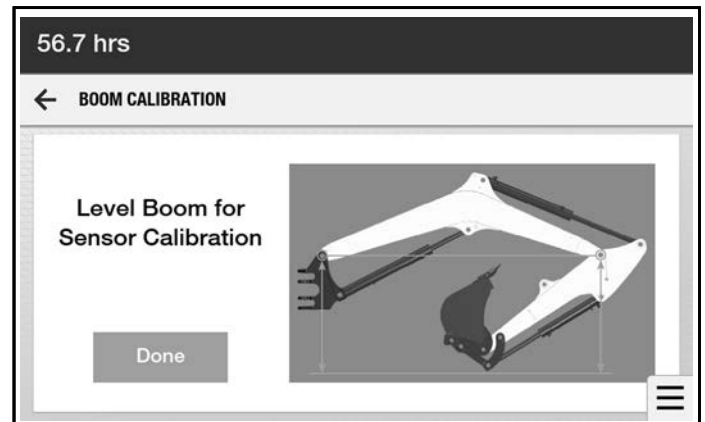 56.7 hrs
BOOM CALIBRATION
Level Boom for
Sensor Calibration
Done